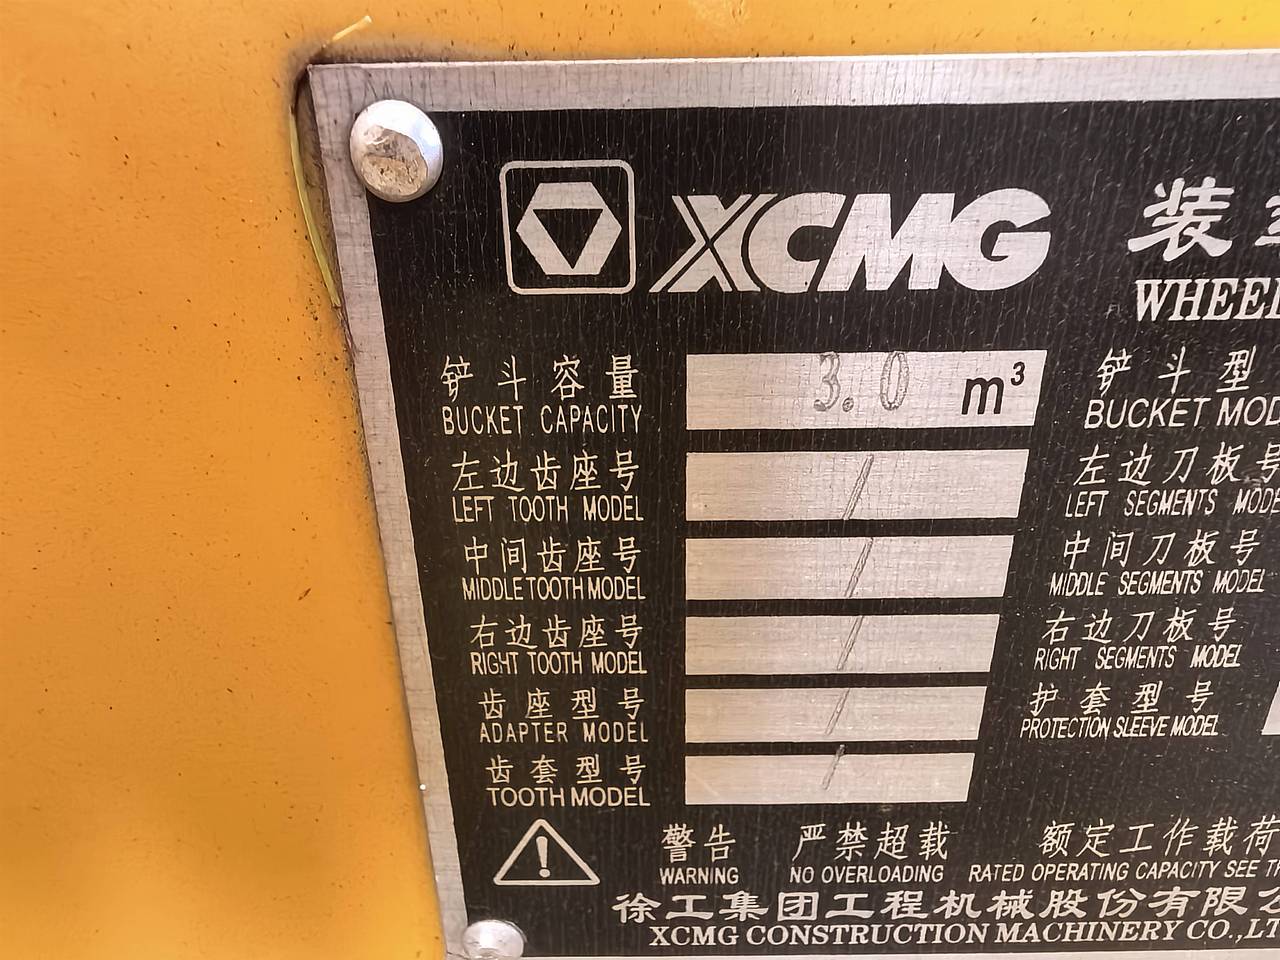 XCMG 装
WHEEL
铲斗容量 3.0 m³ 铲斗型
BUCKET CAPACITY BUCKET MOD
左边齿座号 / 左边刀板号
LEFT TOOTH MODEL LEFT SEGMENTS MODE
中间齿座号 / 中间刀板号
MIDDLE TOOTH MODEL MIDDLE SEGMENTS MODEL
右边齿座号 / 右边刀板号
RIGHT TOOTH MODEL RIGHT SEGMENTS MODEL
齿座型号 / 护套型号
ADAPTER MODEL PROTECTION SLEEVE MODEL
齿套型号 /
TOOTH MODEL
警告 严禁超载 额定工作载荷
WARNING NO OVERLOADING RATED OPERATING CAPACITY SEE TH
徐工集团工程机械股份有限公
XCMG CONSTRUCTION MACHINERY CO.,LT